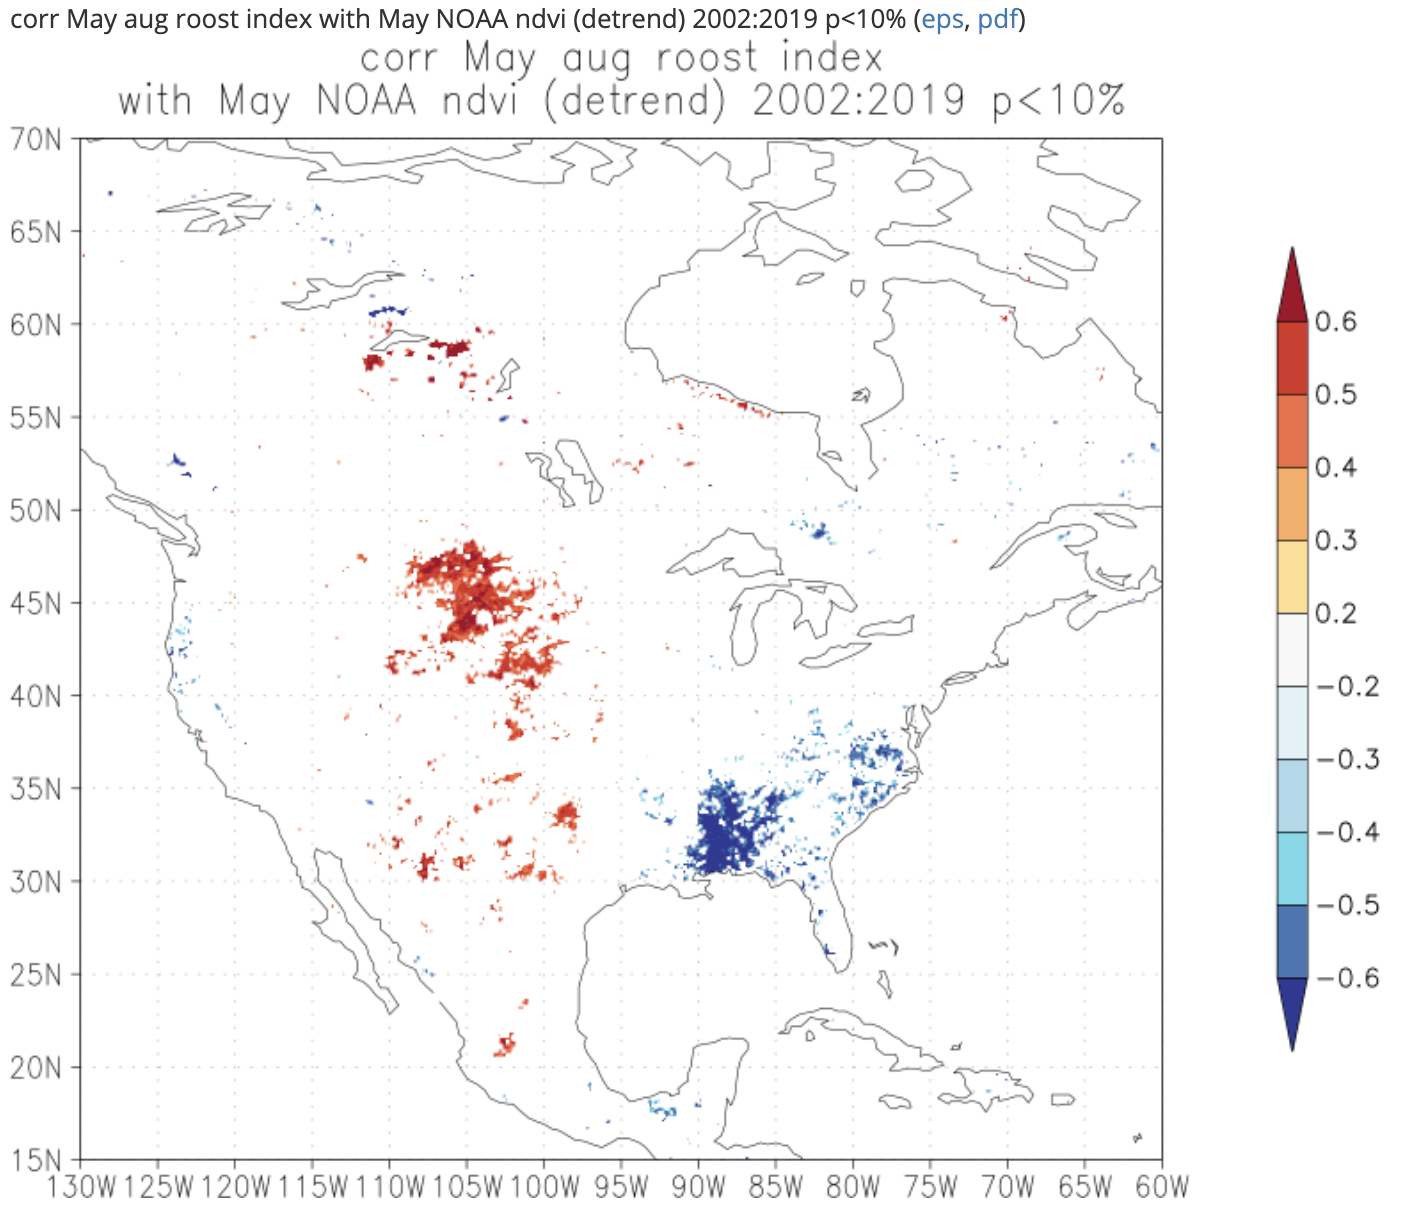 corr May aug roost index with May NOAA ndvi (detrend) 2002:2019 p<10% (eps, pdf)
corr May aug roost index
with May NOAA ndvi (detrend) 2002:2019 p<10%
70N
65N
60N
55N
50N
45N
40N
35N
30N
25N
20N
15N
130W 125W 120W 115W 110W 105W 100W 95W 90W 85W 80W 75W 70W 65W 60W
0.6
0.5
0.4
0.3
0.2
−0.2
−0.3
−0.4
−0.5
−0.6